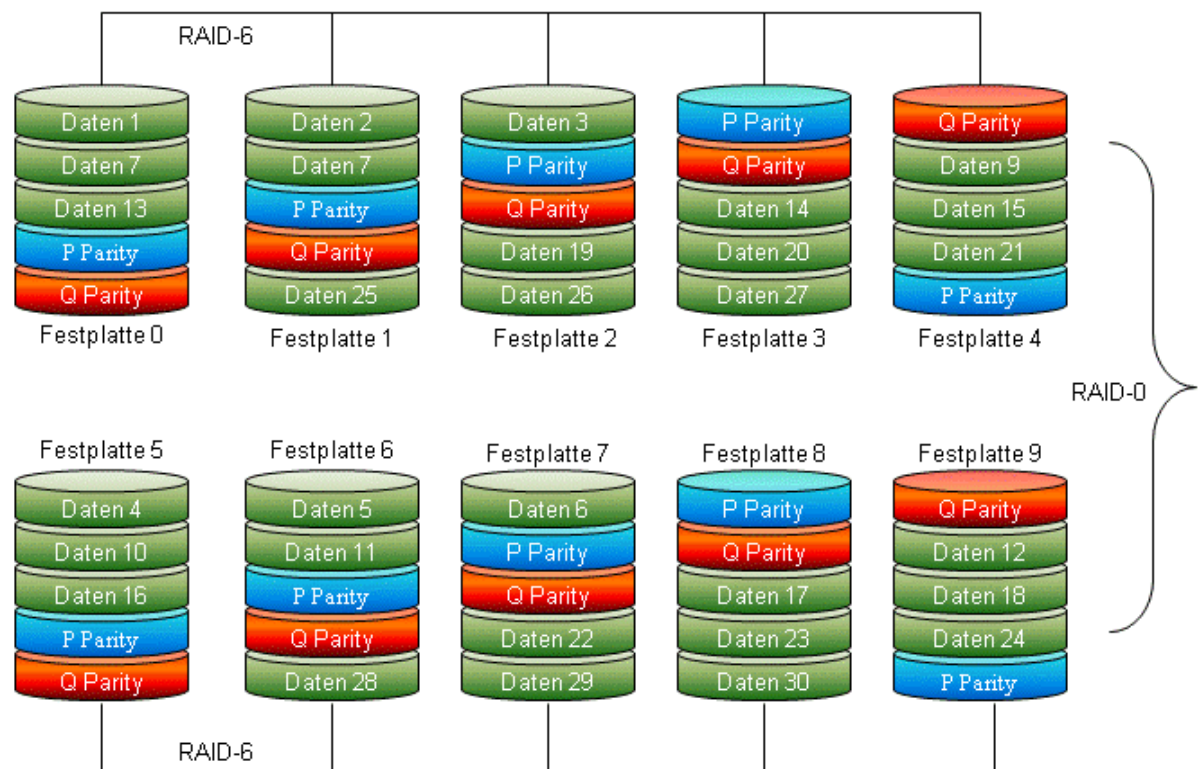 RAID-6
Daten 1
Daten 7
Daten 13
P Parity
Q Parity
Festplatte 0
Daten 2
Daten 7
P Parity
Q Parity
Daten 25
Festplatte 1
Daten 3
P Parity
Q Parity
Daten 19
Daten 26
Festplatte 2
P Parity
Q Parity
Daten 14
Daten 20
Daten 27
Festplatte 3
Q Parity
Daten 9
Daten 15
Daten 21
P Parity
Festplatte 4
RAID-0
Festplatte 5
Daten 4
Daten 10
Daten 16
P Parity
Q Parity
Festplatte 6
Daten 5
Daten 11
P Parity
Q Parity
Daten 28
Festplatte 7
Daten 6
P Parity
Q Parity
Daten 22
Daten 29
Festplatte 8
P Parity
Q Parity
Daten 17
Daten 23
Daten 30
Festplatte 9
Q Parity
Daten 12
Daten 18
Daten 24
P Parity
RAID-6